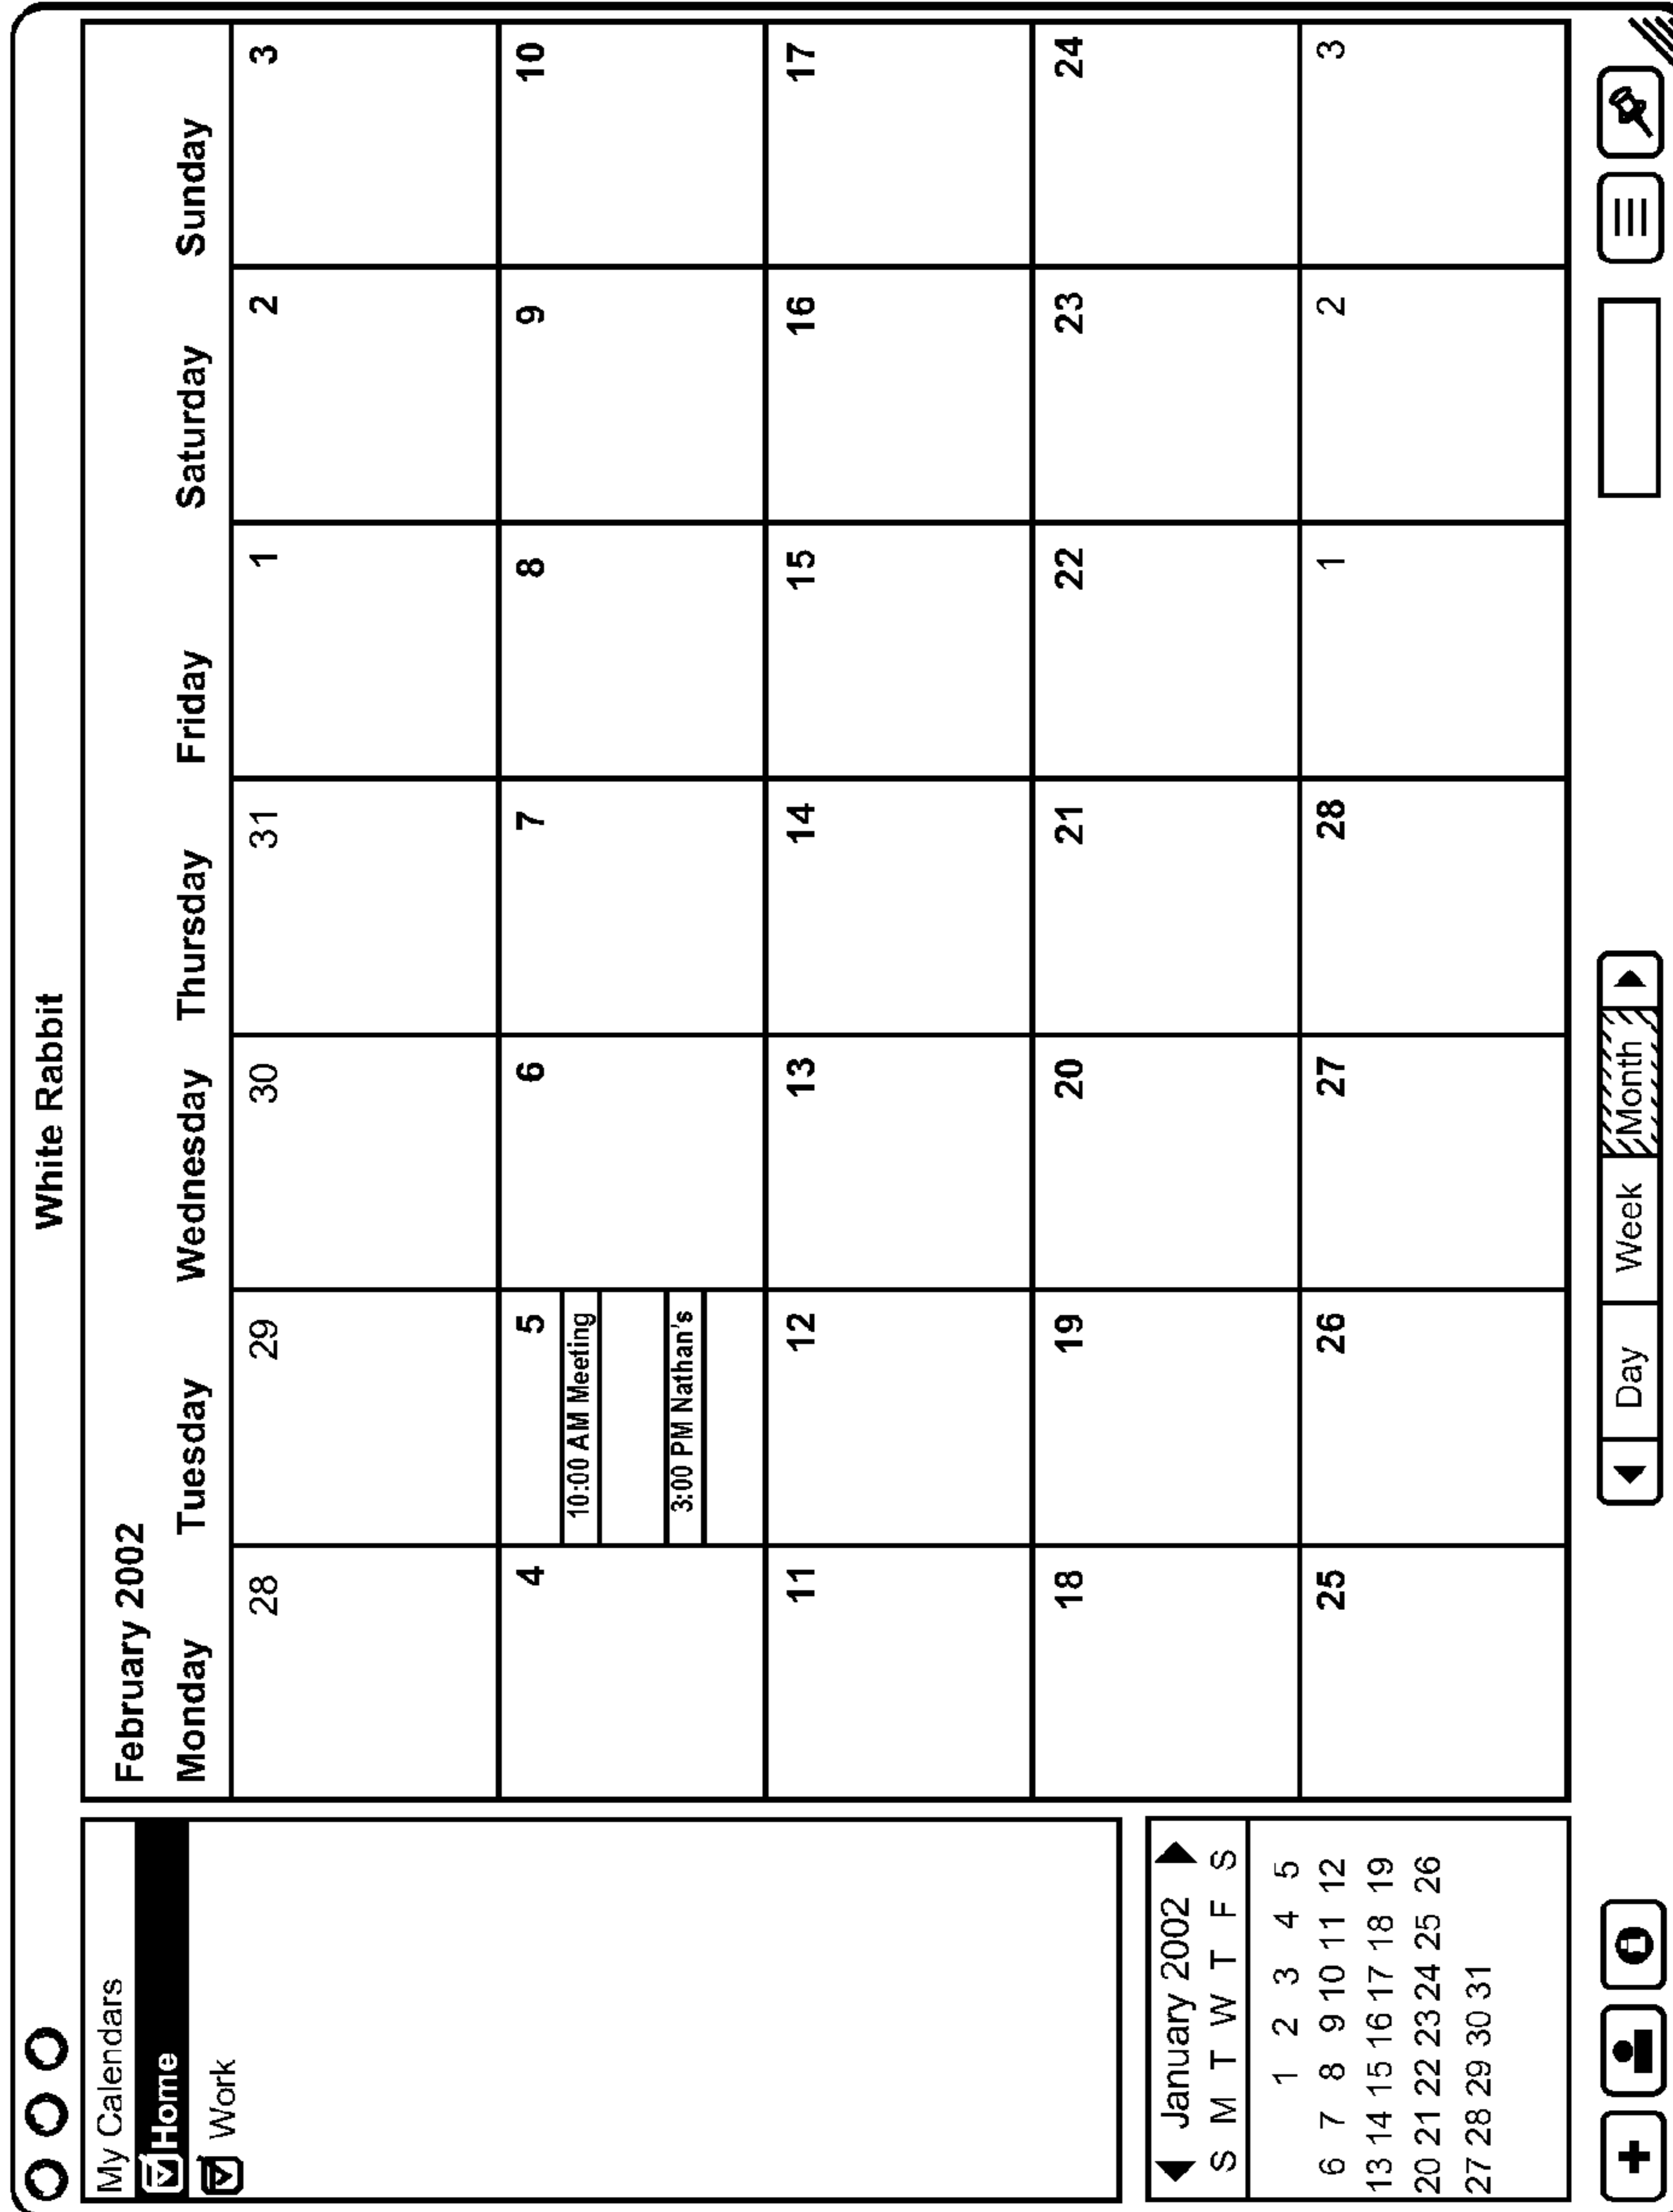 White Rabbit
My Calendars
Home
Work
January 2002
S M T W T F S
1 2 3 4 5
6 7 8 9 10 11 12
13 14 15 16 17 18 19
20 21 22 23 24 25 26
27 28 29 30 31
February 2002
Monday Tuesday Wednesday Thursday Friday Saturday Sunday
28 29 30 31 1 2 3
4 5 6 7 8 9 10
10:00 AM Meeting
3:00 PM Nathan's
11 12 13 14 15 16 17
18 19 20 21 22 23 24
25 26 27 28 1 2 3
Day Week Month